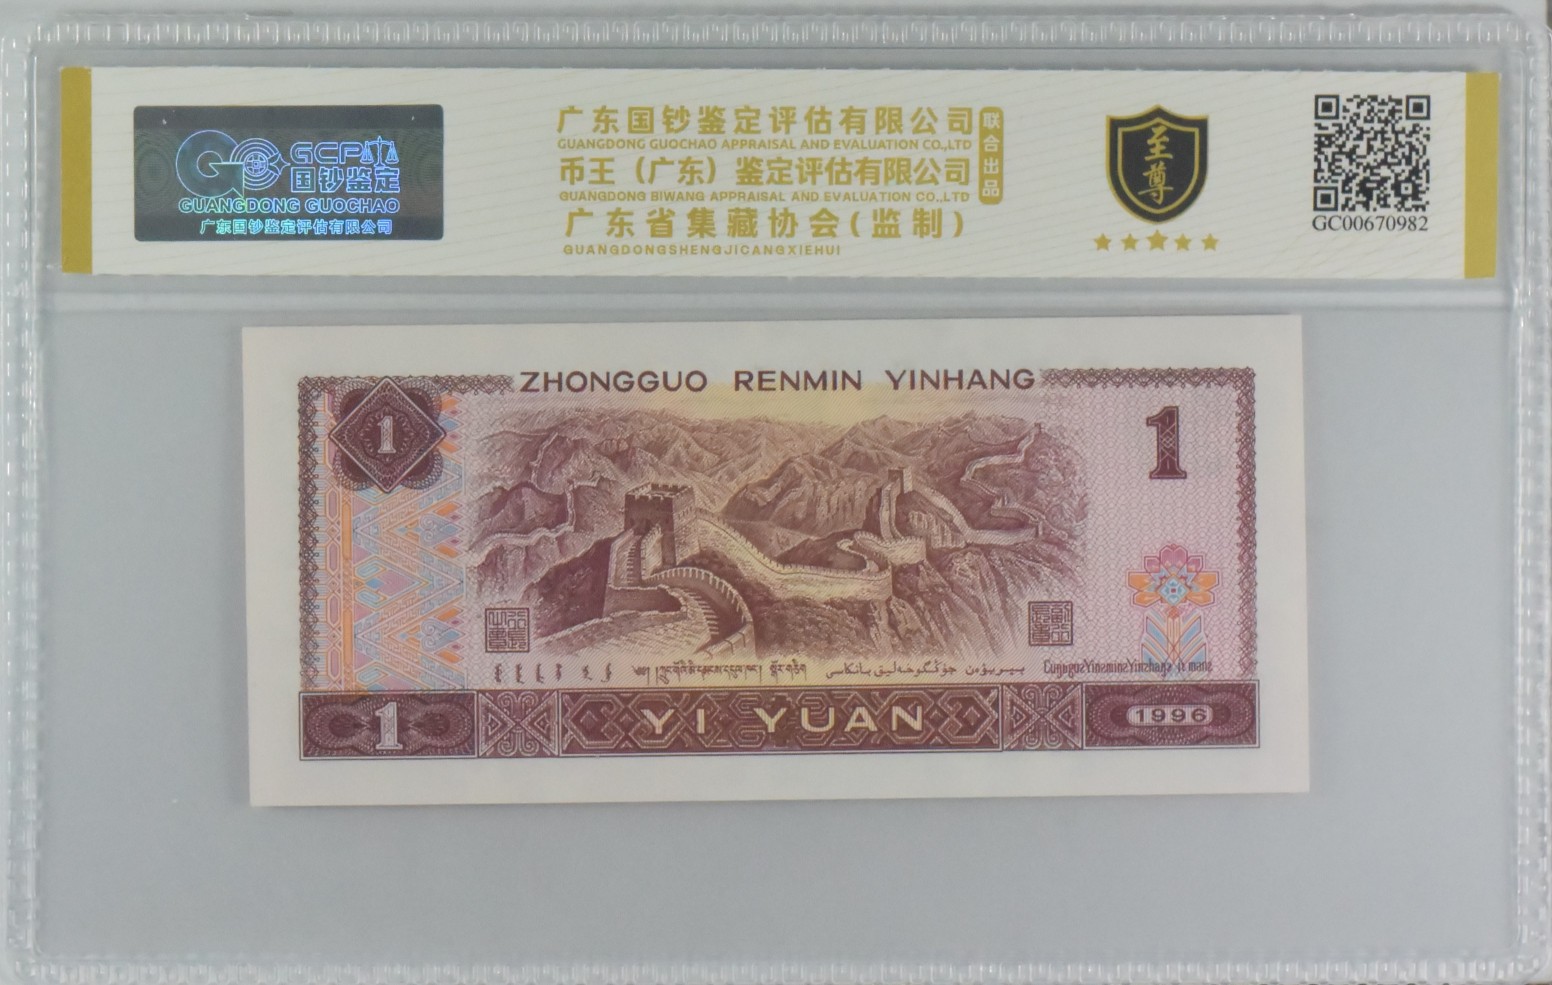 GCP
国钞鉴定
GUANGDONG GUOCHAO
广东国钞鉴定评估有限公司
广东国钞鉴定评估有限公司
GUANGDONG GUOCHAO APPRAISAL AND EVALUATION CO.,LTD
币王（广东）鉴定评估有限公司
GUANGDONG BIWANG APPRAISAL AND EVALUATION CO.,LTD
联合出品
广东省集藏协会(监制)
GUANGDONGSHENGJICANGXIEHUI
至尊
GC00670982
ZHONGGUO RENMIN YINHANG
1
1
1 YI YUAN 1996